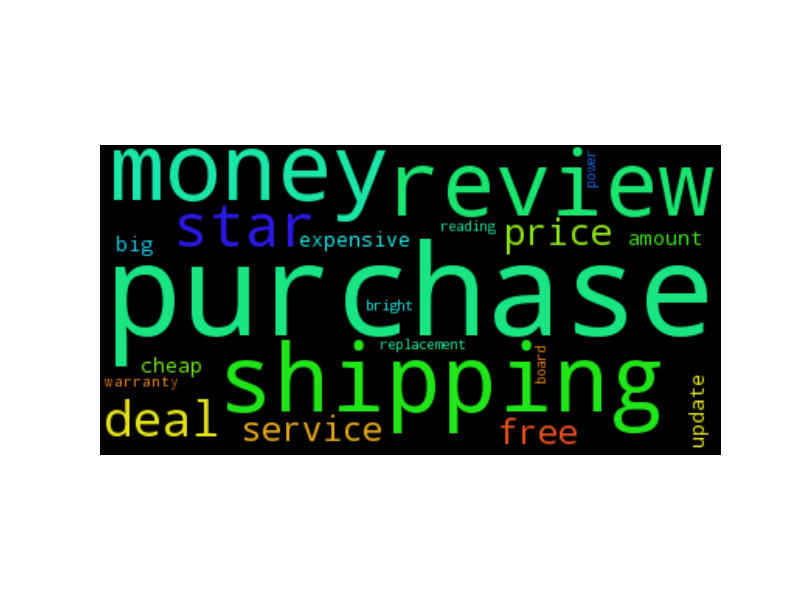 money review
power
star
reading
big expensive price amount
purchase
bright
replacement
shipping
cheap
board
warranty
update
deal service free